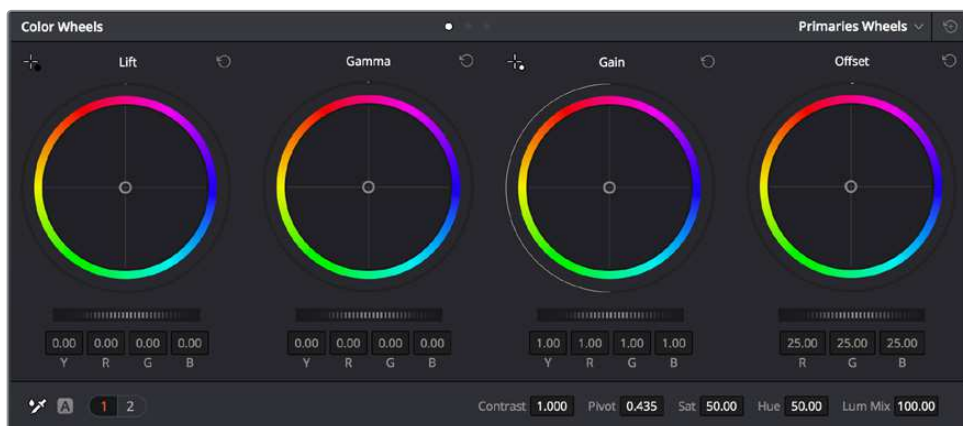 Color Wheels Primaries Wheels
Lift Gamma Gain Offset
0.00 0.00 0.00 0.00 0.00 0.00 0.00 0.00 1.00 1.00 1.00 1.00 25.00 25.00 25.00
Y R G B Y R G B Y R G B R G B
A 1 2 Contrast 1.000 Pivot 0.435 Sat 50.00 Hue 50.00 Lum Mix 100.00